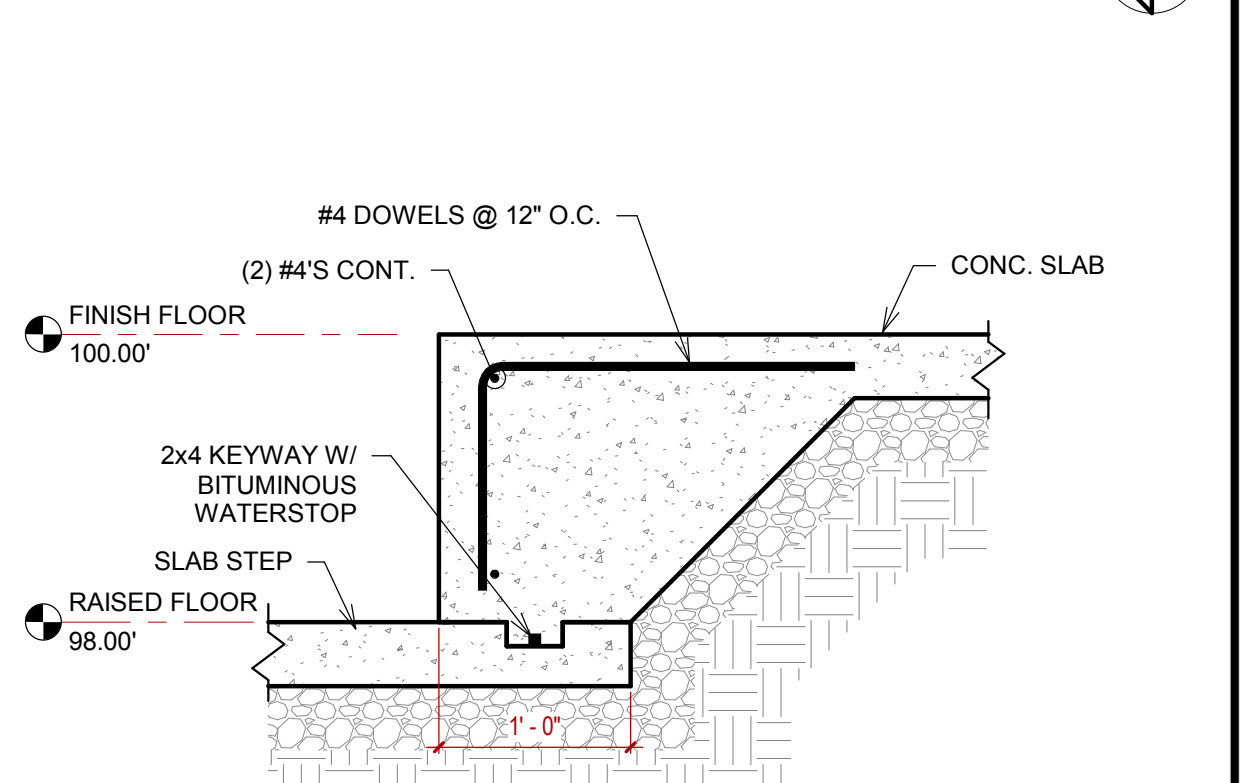 #4 DOWELS @ 12" O.C.
(2) #4'S CONT.
CONC. SLAB
FINISH FLOOR
100.00'
2x4 KEYWAY W/
BITUMINOUS
WATERSTOP
SLAB STEP
RAISED FLOOR
98.00'
1' - 0"